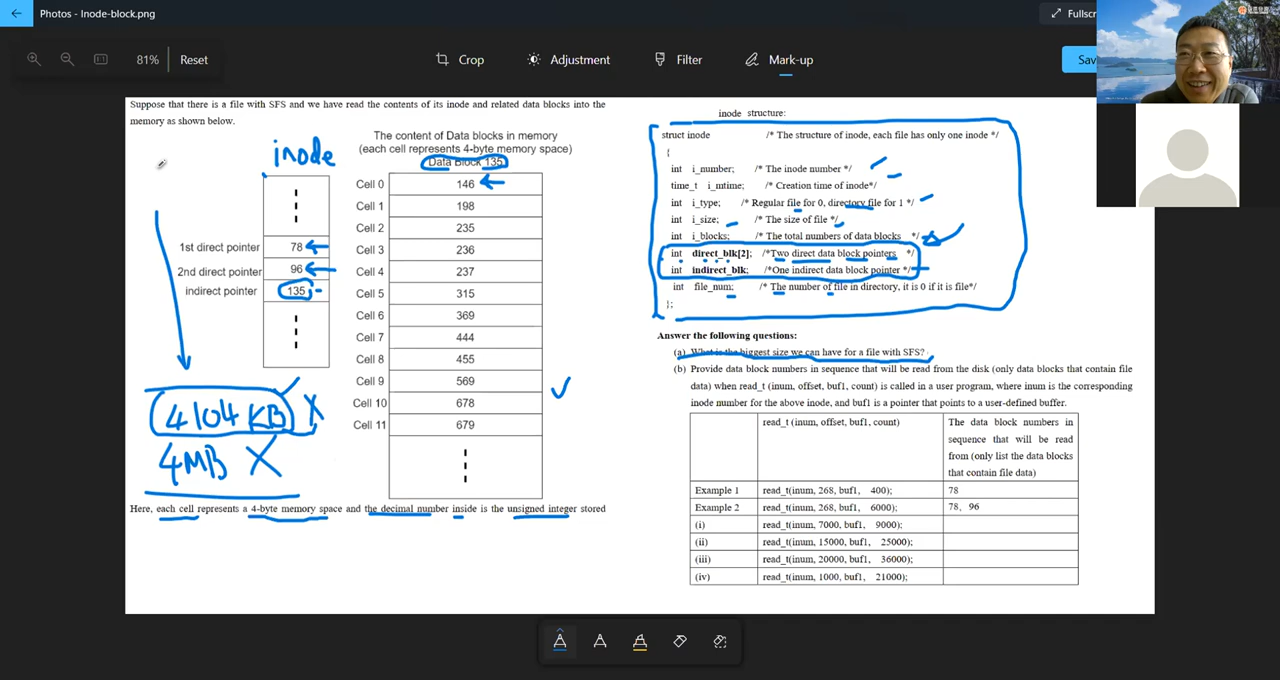 Photos - Inode-block.png
Fullscr
81%
Reset
Crop
Adjustment
Filter
Mark-up
Sav
Suppose that there is a file with SFS and we have read the contents of its inode and related data blocks into the
memory as shown below.
inode
1st direct pointer 78
2nd direct pointer 96
indirect pointer 135
4104 KB X
4MB X
The content of Data blocks in memory
(each cell represents 4-byte memory space)
Data Block 135
Cell 0 146
Cell 1 198
Cell 2 235
Cell 3 236
Cell 4 237
Cell 5 315
Cell 6 369
Cell 7 444
Cell 8 455
Cell 9 569
Cell 10 678
Cell 11 679
Here, each cell represents a 4-byte memory space and the decimal number inside is the unsigned integer stored
inode structure:
struct inode /* The structure of inode, each file has only one inode */
{
int i_number; /* The inode number */
time_t i_mtime; /* Creation time of inode*/
int i_type; /* Regular file for 0, directory file for 1 */
int i_size; /* The size of file */
int i_blocks; /* The total numbers of data blocks */
int direct_blk[2]; /*Two direct data block pointers */
int indirect_blk; /*One indirect data block pointer */
int file_num; /* The number of file in directory, it is 0 if it is file*/
};
Answer the following questions:
(a) What is the biggest size we can have for a file with SFS?
(b) Provide data block numbers in sequence that will be read from the disk (only data blocks that contain file
data) when read_t (inum, offset, buf1, count) is called in a user program, where inum is the corresponding
inode number for the above inode, and buf1 is a pointer that points to a user-defined buffer.
read_t (inum, offset, buf1, count) The data block numbers in
sequence that will be read
from (only list the data blocks
that contain file data)
Example 1 read_t(inum, 268, buf1, 400); 78
Example 2 read_t(inum, 268, buf1, 6000); 78, 96
(i) read_t(inum, 7000, buf1, 9000);
(ii) read_t(inum, 15000, buf1, 25000);
(iii) read_t(inum, 20000, buf1, 36000);
(iv) read_t(inum, 1000, buf1, 21000);